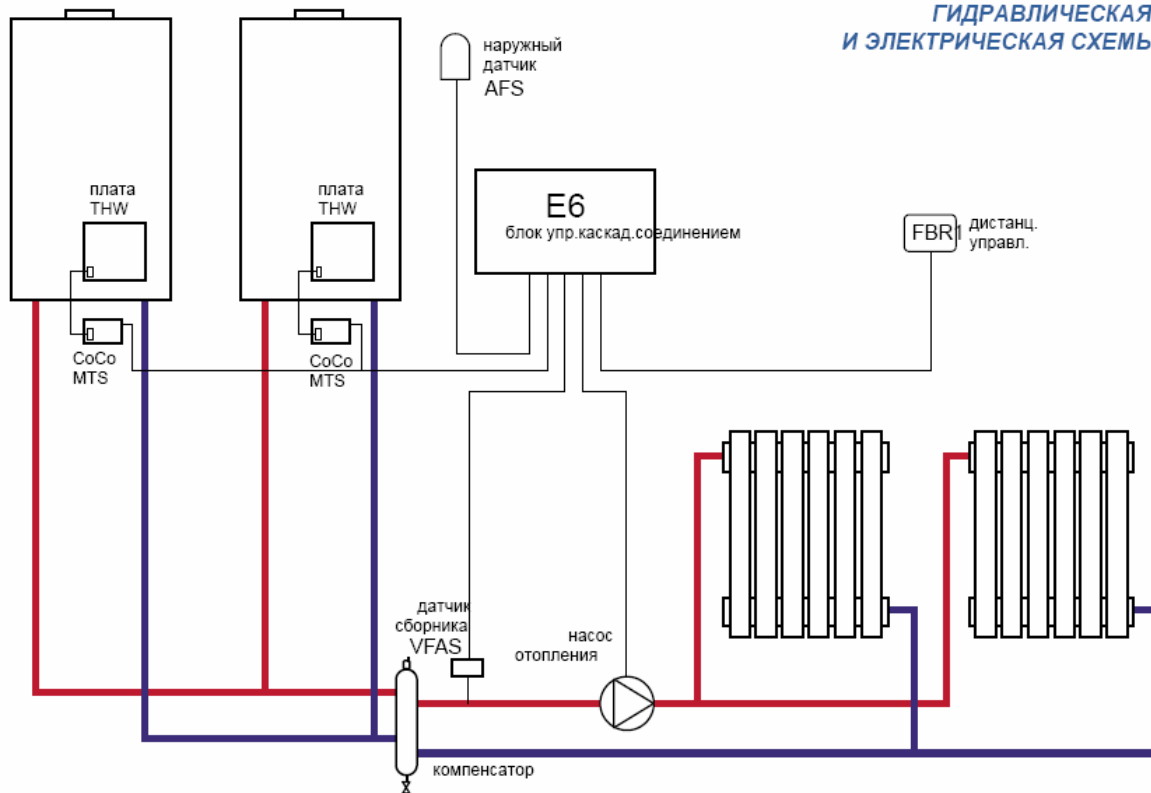 ГИДРАВЛИЧЕСКАЯ
И ЭЛЕКТРИЧЕСКАЯ СХЕМЫ
наружный
датчик
AFS
плата
THW
плата
THW
E6
блок упр.каскад.соединением
FBR1
дистанц.
управл.
CoCo
MTS
CoCo
MTS
датчик
сборника
VFAS
насос
отопления
компенсатор